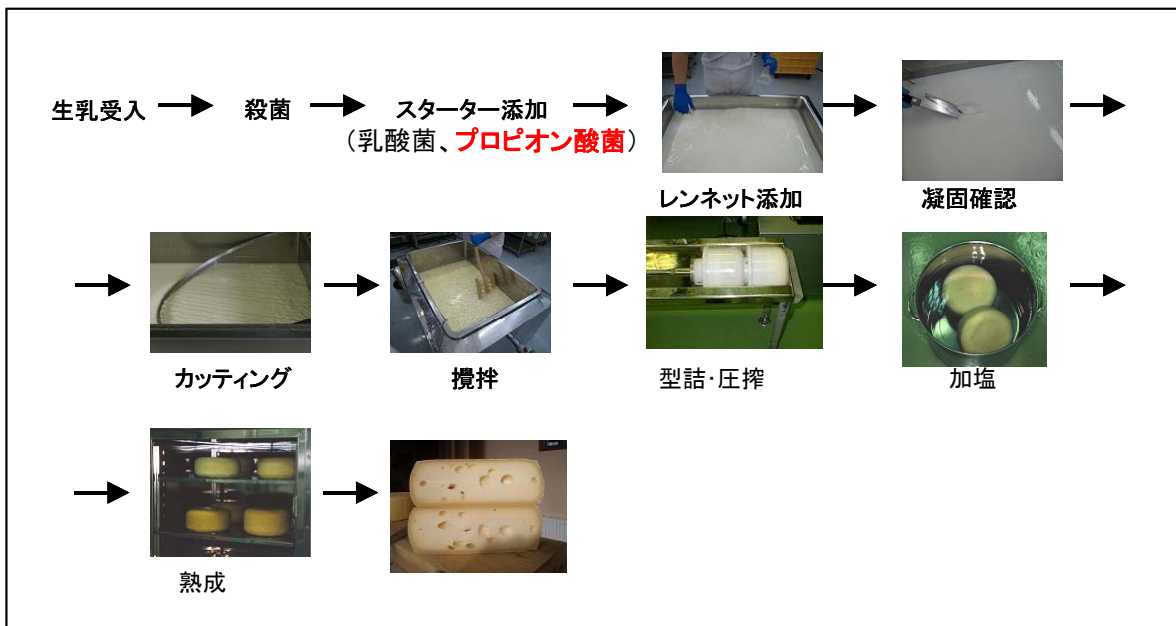 生乳受入
殺菌
スターター添加
(乳酸菌、プロピオン酸菌)
レンネット添加
凝固確認
カッティング
攪拌
型詰・圧搾
加塩
熟成